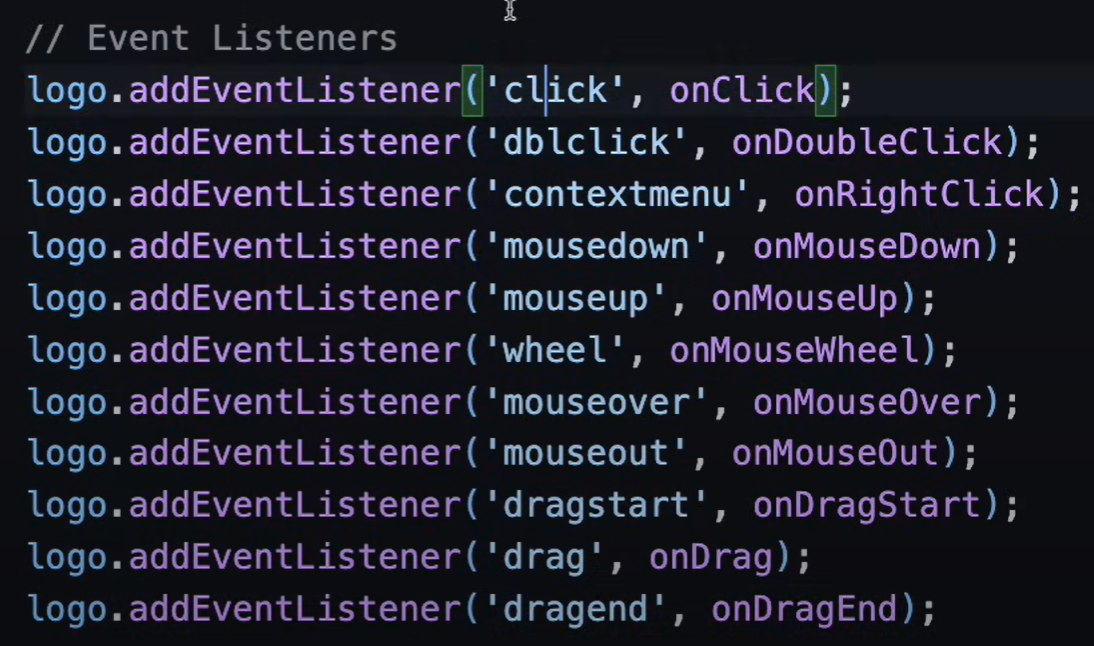 // Event Listeners
logo.addEventListener('click', onClick);
logo.addEventListener('dblclick', onDoubleClick);
logo.addEventListener('contextmenu', onRightClick);
logo.addEventListener('mousedown', onMouseDown);
logo.addEventListener('mouseup', onMouseUp);
logo.addEventListener('wheel', onMouseWheel);
logo.addEventListener('mouseover', onMouseOver);
logo.addEventListener('mouseout', onMouseOut);
logo.addEventListener('dragstart', onDragStart);
logo.addEventListener('drag', onDrag);
logo.addEventListener('dragend', onDragEnd);